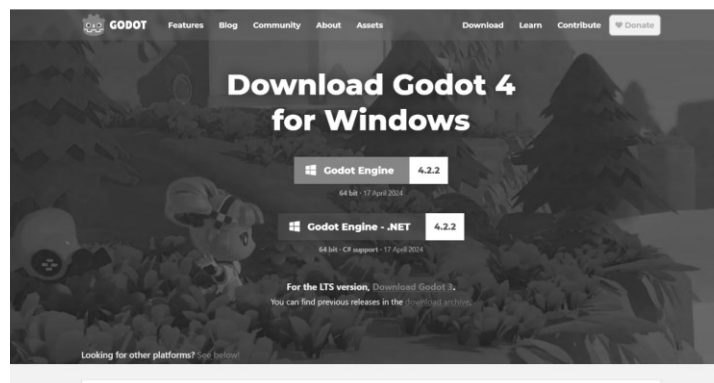 GODOT Features Blog Community About Assets Download Learn Contribute Donate
Download Godot 4
for Windows
Godot Engine 4.2.2
64 bit · 17 April 2024
Godot Engine - .NET 4.2.2
64 bit · C# support · 17 April 2024
For the LTS version, Download Godot 3.
You can find previous releases in the download archive.
Looking for other platforms? See below!